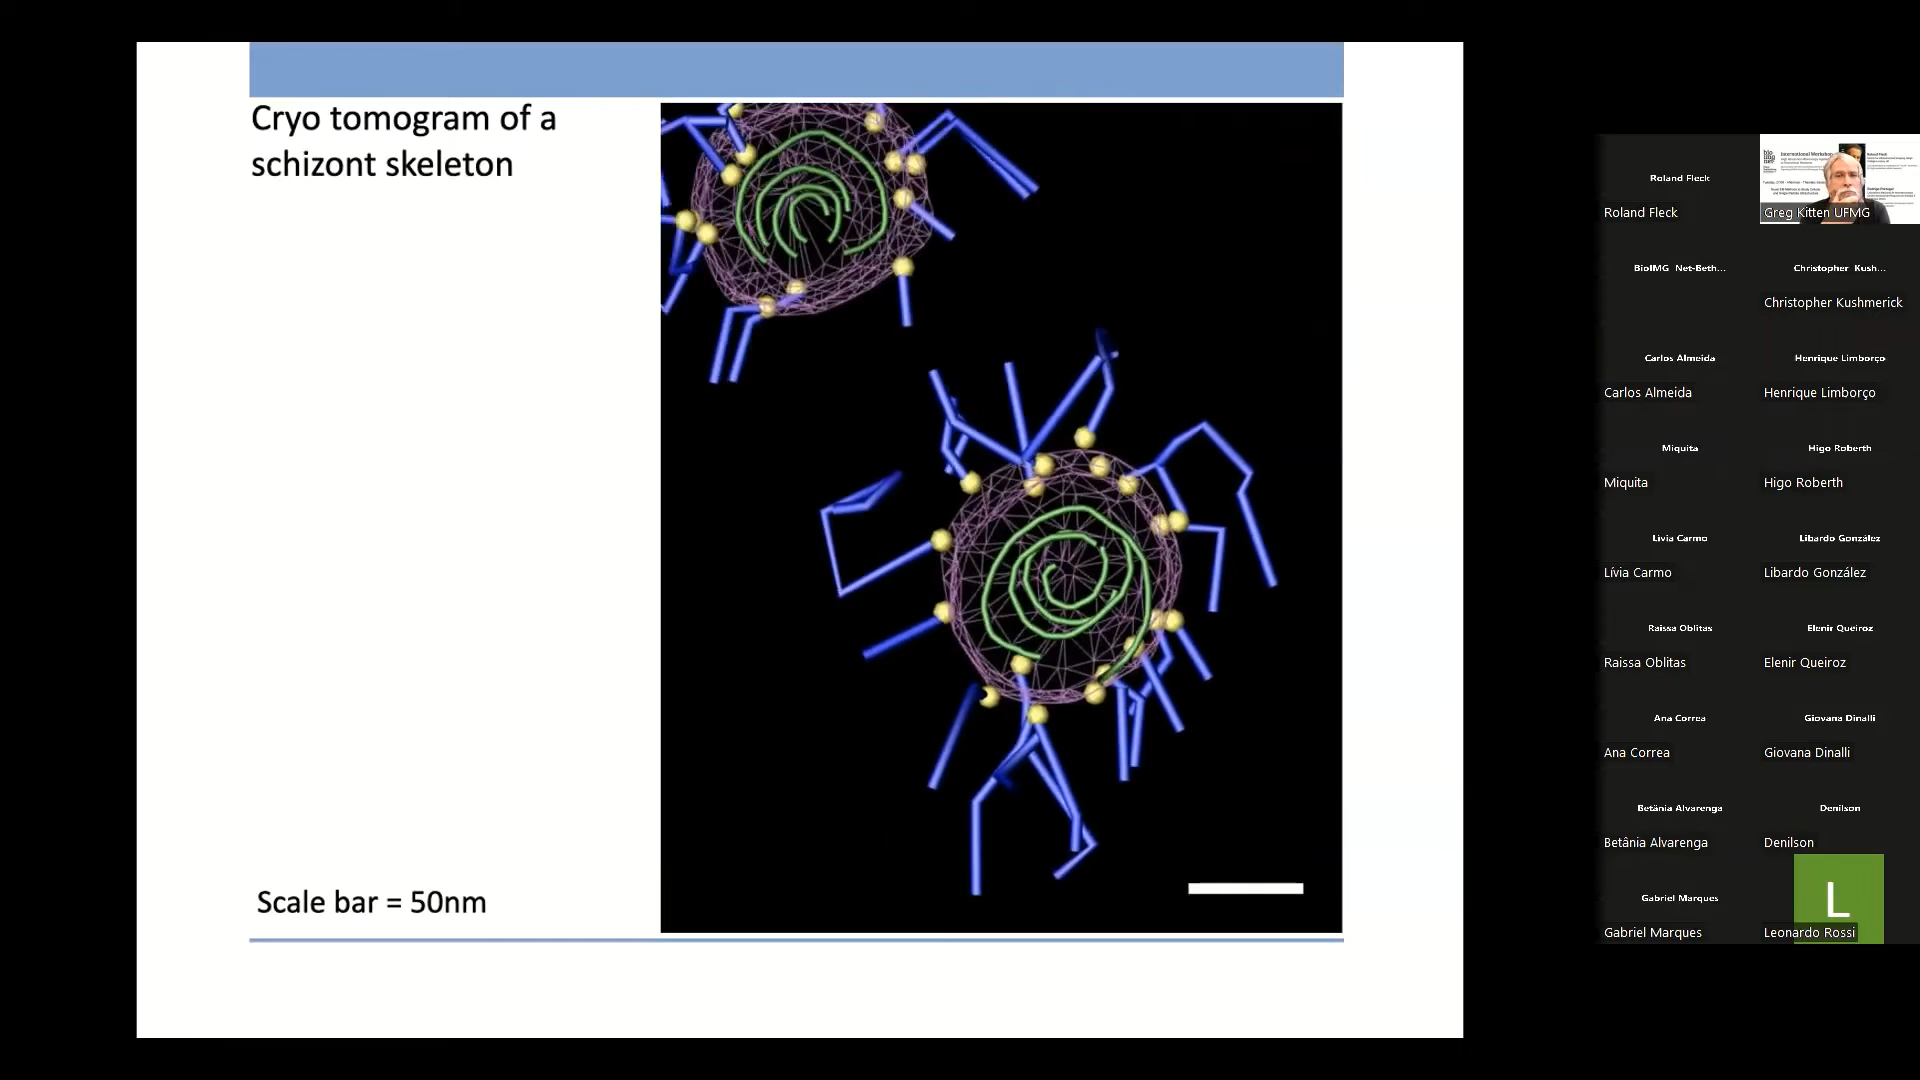 Cryo tomogram of a
schizont skeleton
Scale bar = 50nm
Roland Fleck
Roland Fleck
International Workshop
Greg Kitten UFMG
BioIMG Net-Beth...
Christopher Kush...
Christopher Kushmerick
Carlos Almeida
Carlos Almeida
Henrique Limborço
Henrique Limborço
Miquita
Miquita
Higo Roberth
Higo Roberth
Lívia Carmo
Lívia Carmo
Libardo González
Libardo González
Raissa Oblitas
Raissa Oblitas
Elenir Queiroz
Elenir Queiroz
Ana Correa
Ana Correa
Giovana Dinalli
Giovana Dinalli
Betânia Alvarenga
Betânia Alvarenga
Denilson
Denilson
Gabriel Marques
Gabriel Marques
L
Leonardo Rossi